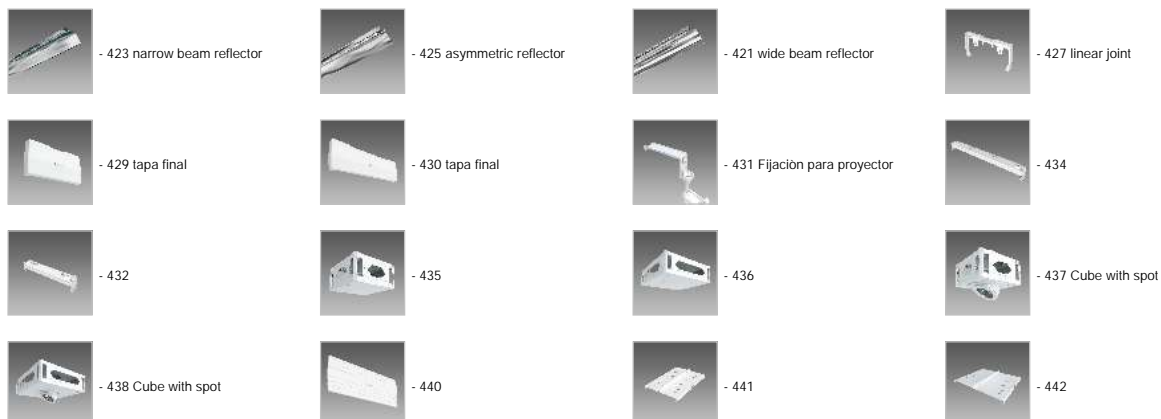 - 423 narrow beam reflector
- 425 asymmetric reflector
- 421 wide beam reflector
- 427 linear joint
- 429 tapa final
- 430 tapa final
- 431 Fijaciòn para proyector
- 434
- 432
- 435
- 436
- 437 Cube with spot
- 438 Cube with spot
- 440
- 441
- 442